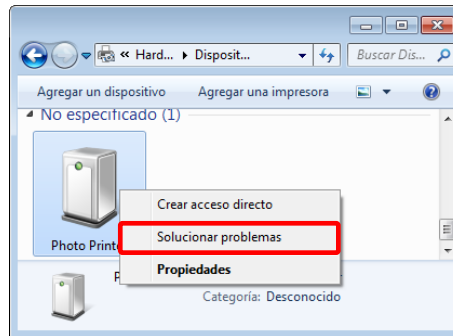 « Hard... ▸ Disposit...
Buscar Dis...
Agregar un dispositivo Agregar una impresora
No especificado (1)
Crear acceso directo
Solucionar problemas
Photo Print
Propiedades
P
Categoría: Desconocido